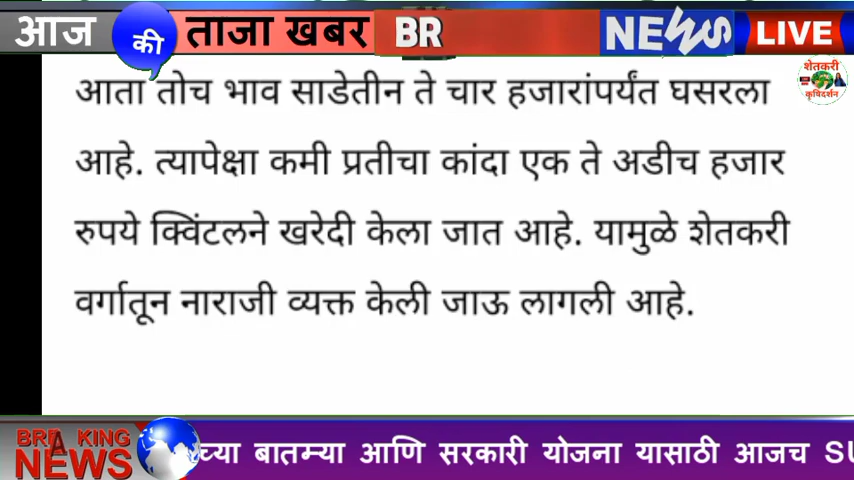 आज की ताजा खबर BR NEWS LIVE
शेतकरी
कृषिदर्शन
आता तोच भाव साडेतीन ते चार हजारांपर्यंत घसरला
आहे. त्यापेक्षा कमी प्रतीचा कांदा एक ते अडीच हजार
रुपये क्विंटलने खरेदी केला जात आहे. यामुळे शेतकरी
वर्गातून नाराजी व्यक्त केली जाऊ लागली आहे.
BREAKING
NEWS
च्या बातम्या आणि सरकारी योजना यासाठी आजच SU